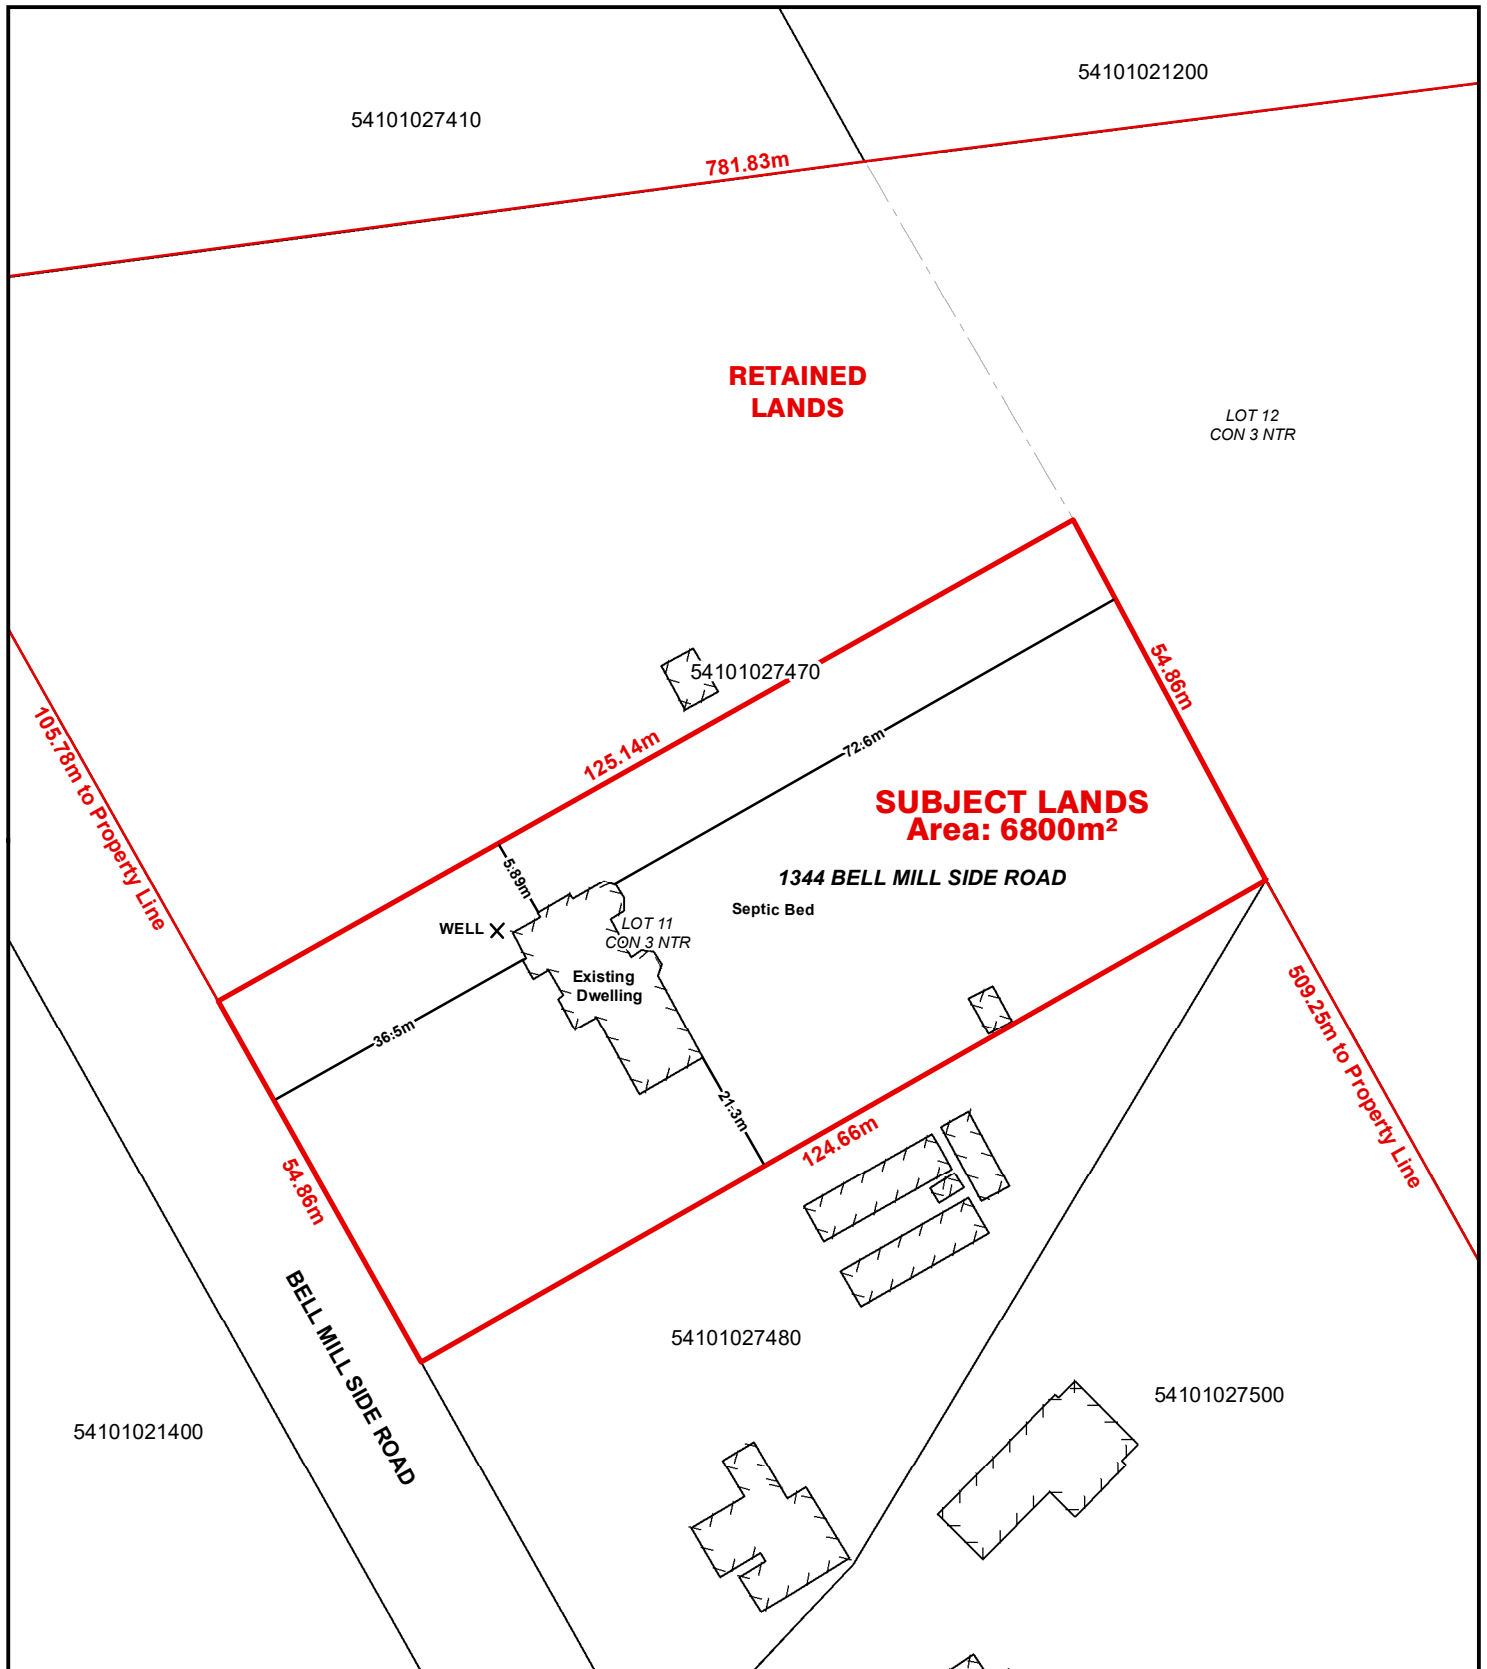 54101021200
54101027410
781.83m
RETAINED
LANDS
LOT 12
CON 3 NTR
54101027470
54.86m
105.78m to Property Line
125.14m
72.6m
SUBJECT LANDS
Area: 6800m²
1344 BELL MILL SIDE ROAD
5.89m
Septic Bed
WELL
LOT 11
CON 3 NTR
Existing
Dwelling
36.5m
509.25m to Property Line
21.3m
124.66m
54.86m
BELL MILL SIDE ROAD
54101027480
54101027500
54101021400